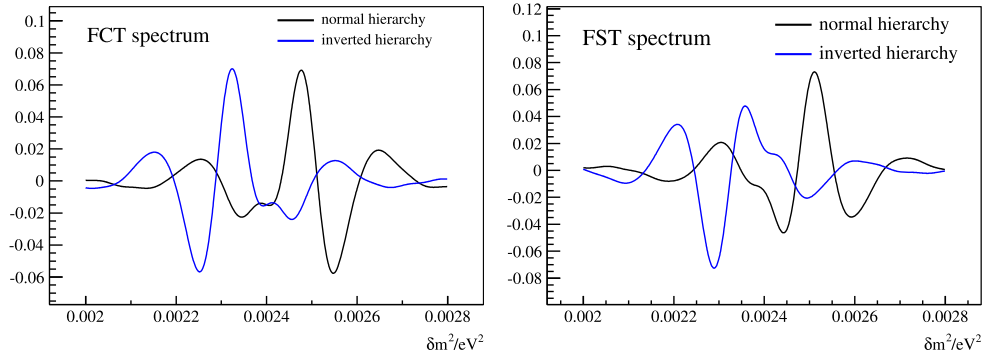 FCT spectrum
normal hierarchy
inverted hierarchy
0.1
0.08
0.06
0.04
0.02
0
-0.02
-0.04
-0.06
0.002 0.0022 0.0024 0.0026 0.0028
δm²/eV²
FST spectrum
normal hierarchy
inverted hierarchy
0.12
0.1
0.08
0.06
0.04
0.02
0
-0.02
-0.04
-0.06
-0.08
0.002 0.0022 0.0024 0.0026 0.0028
δm²/eV²